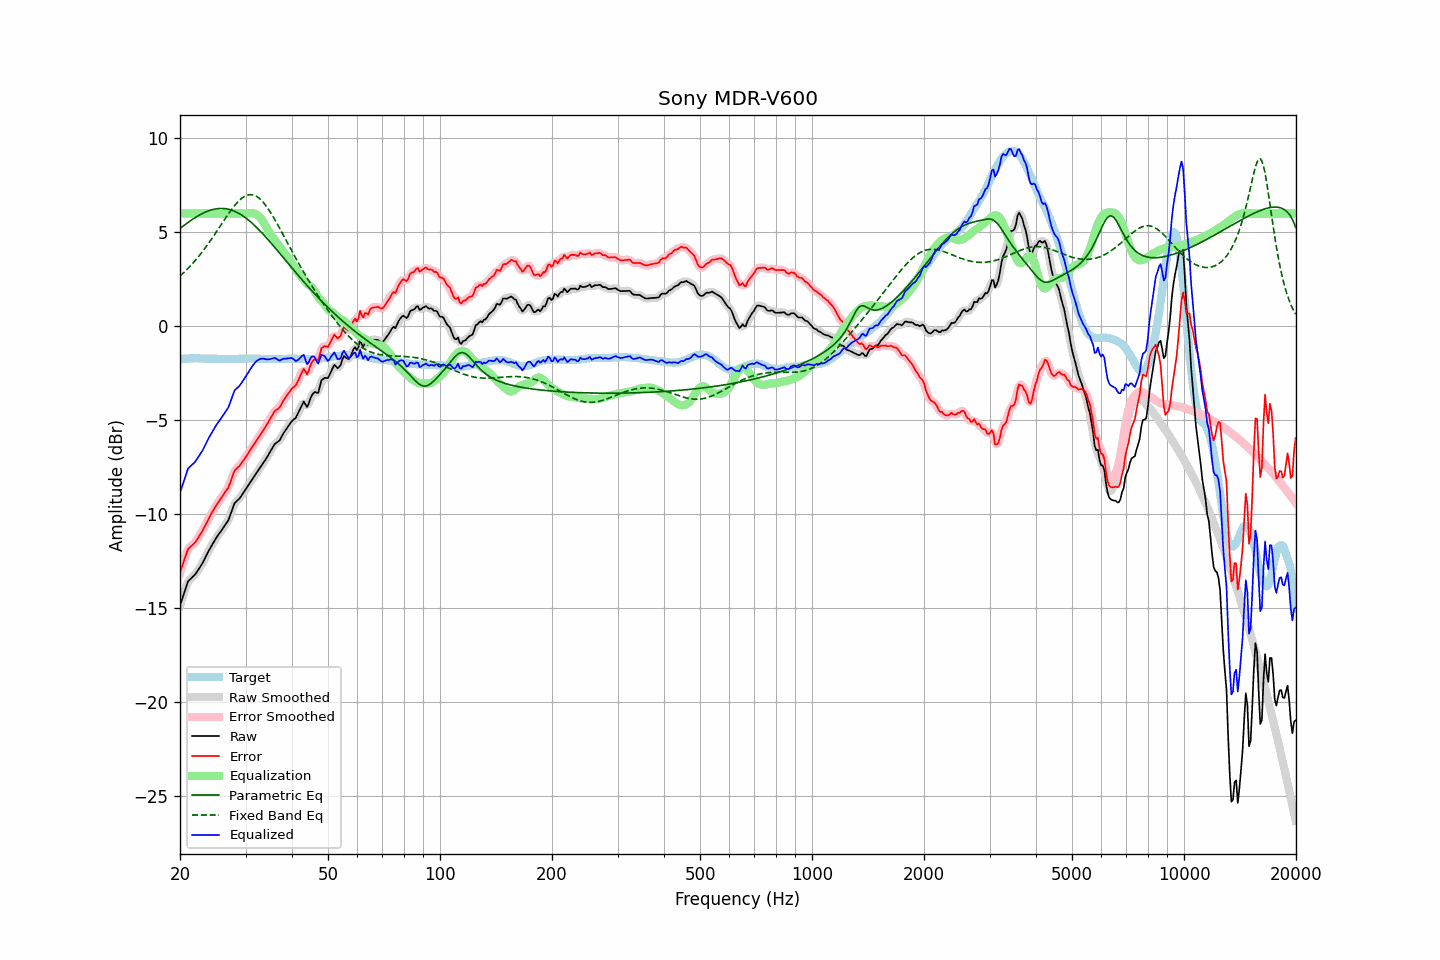 Sony MDR-V600
Amplitude (dBr)
10
5
0
−5
−10
−15
−20
−25
Target
Raw Smoothed
Error Smoothed
Raw
Error
Equalization
Parametric Eq
Fixed Band Eq
Equalized
20
50
100
200
500
1000
2000
5000
10000
20000
Frequency (Hz)